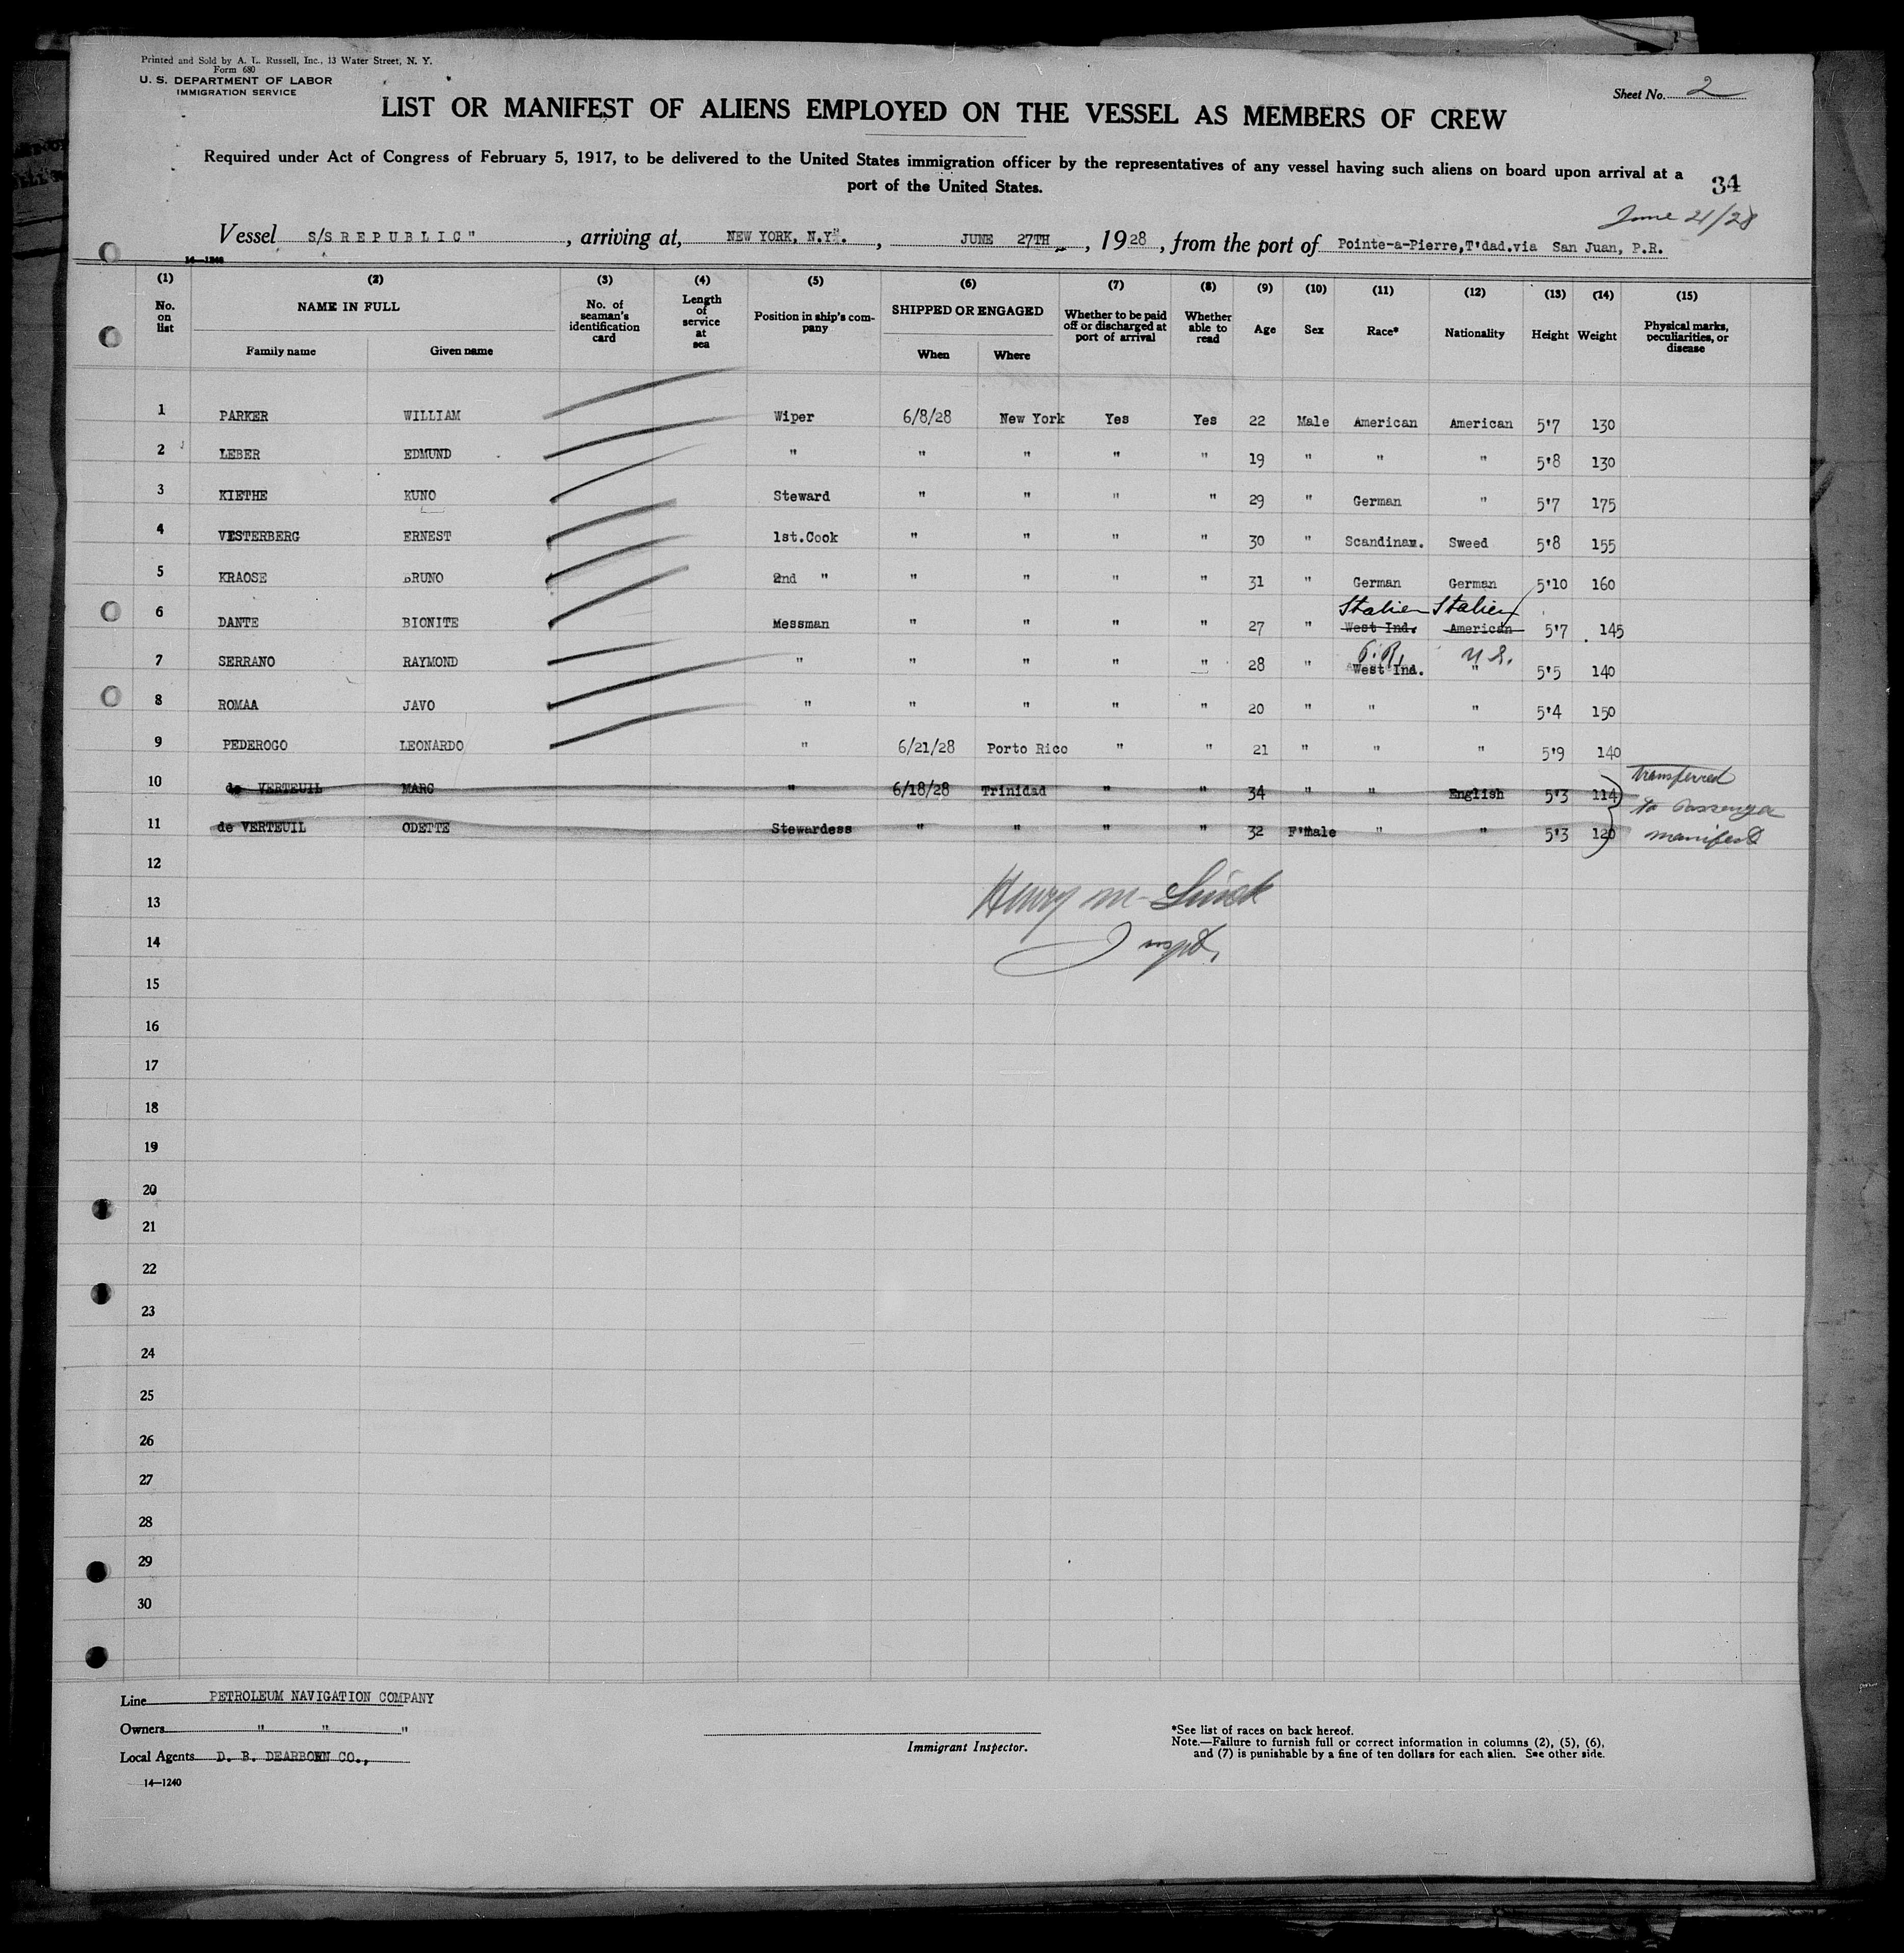 Printed and Sold by A. L. Russell, Inc., 13 Water Street, N. Y.
Form 680
U. S. DEPARTMENT OF LABOR
IMMIGRATION SERVICE
Sheet No. 2
LIST OR MANIFEST OF ALIENS EMPLOYED ON THE VESSEL AS MEMBERS OF CREW
Required under Act of Congress of February 5, 1917, to be delivered to the United States immigration officer by the representatives of any vessel having such aliens on board upon arrival at a
port of the United States.
34
June 21/28
Vessel S/S REPUBLIC", arriving at, NEW YORK, N.Y"., JUNE 27TH, 1928, from the port of Pointe-a-Pierre,T'dad.via San Juan, P.R.
14—1240
(1) (2) (3) (4) (5) (6) (7) (8) (9) (10) (11) (12) (13) (14) (15)
No. on list NAME IN FULL Family name Given name No. of seaman's identification card Length of service at sea Position in ship's company SHIPPED OR ENGAGED When Where Whether to be paid off or discharged at port of arrival Whether able to read Age Sex Race* Nationality Height Weight Physical marks, peculiarities, or disease
1 PARKER WILLIAM Wiper 6/8/28 New York Yes Yes 22 Male American American 5'7 130
2 LEBER EDMUND " " " " " 19 " " " 5'8 130
3 KIETHE KUNO Steward " " " " 29 " German " 5'7 175
4 VESTERBERG ERNEST 1st.Cook " " " " 30 " Scandinav. Sweed 5'8 155
5 KRAOSE BRUNO 2nd " " " " " 31 " German German 5'10 160
Italien Italien
6 DANTE BIONITE Messman " " " " 27 " West Ind. American 5'7 145
P.R. U.S.
7 SERRANO RAYMOND " " " " " 28 " West Ind. " 5'5 140
8 ROMAA JAVO " " " " " 20 " " " 5'4 150
9 PEDEROGO LEONARDO " 6/21/28 Porto Rico " " 21 " " " 5'9 140
10 de VERTEUIL MARC " 6/18/28 Trinidad " " 34 " " English 5'3 114 transferred
11 de VERTEUIL ODETTE Stewardess " " " " 32 F'male " " 5'3 120 to passenger manifest
12
13 Henry M
14 Inspt.
15
16
17
18
19
20
21
22
23
24
25
26
27
28
29
30
Line PETROLEUM NAVIGATION COMPANY
Owners " " "
Local Agents D. B. DEARBORN CO.,
14—1240
Immigrant Inspector.
*See list of races on back hereof.
Note.—Failure to furnish full or correct information in columns (2), (5), (6),
and (7) is punishable by a fine of ten dollars for each alien. See other side.